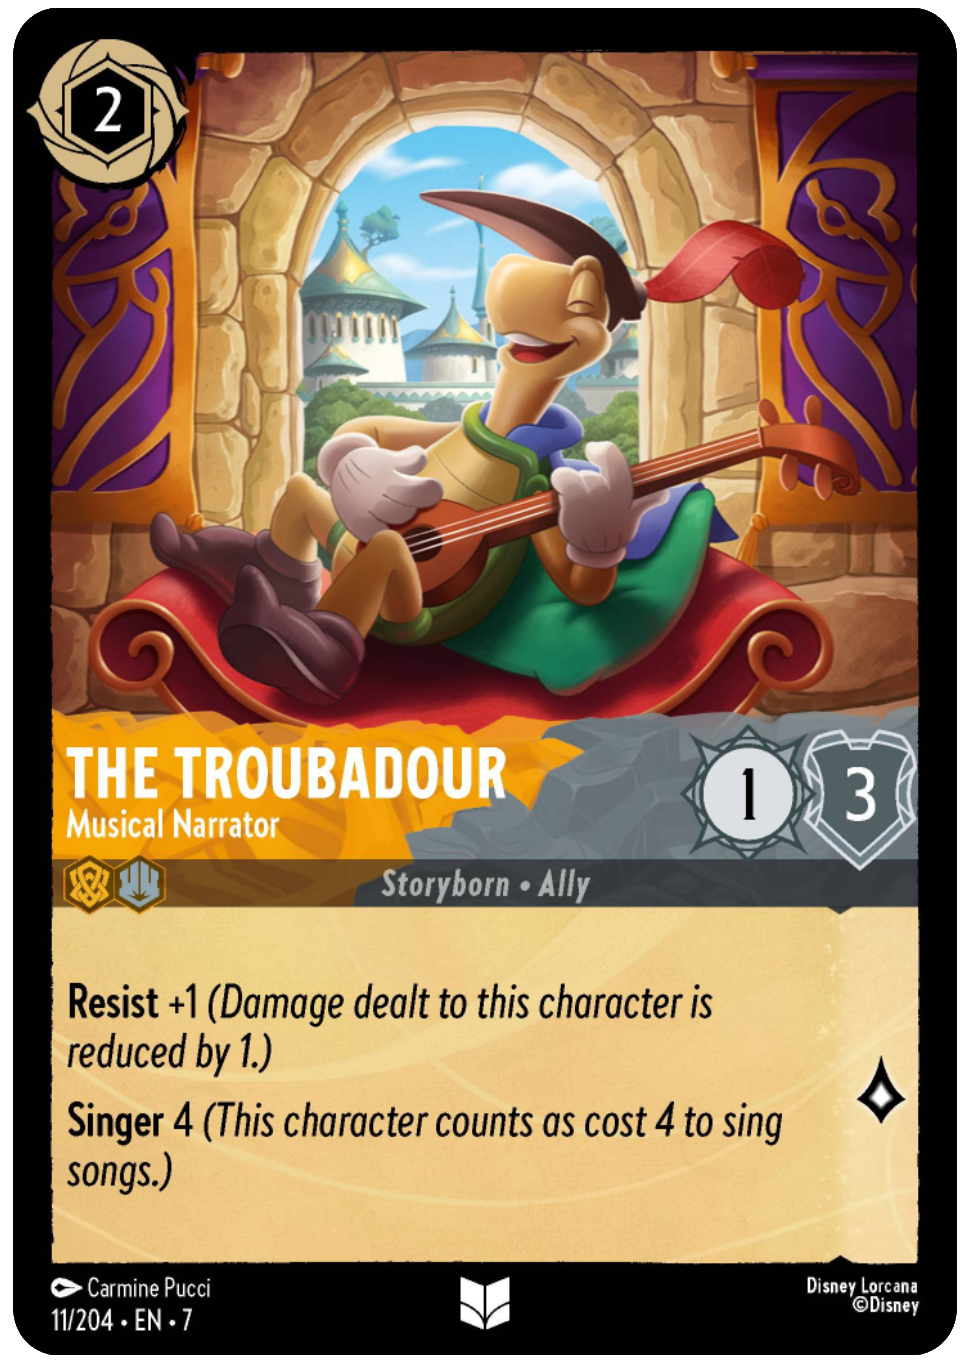 2
THE TROUBADOUR
Musical Narrator
1
3
Storyborn • Ally
Resist +1 (Damage dealt to this character is
reduced by 1.)
Singer 4 (This character counts as cost 4 to sing
songs.)
Carmine Pucci
11/204 • EN • 7
Disney Lorcana
©Disney